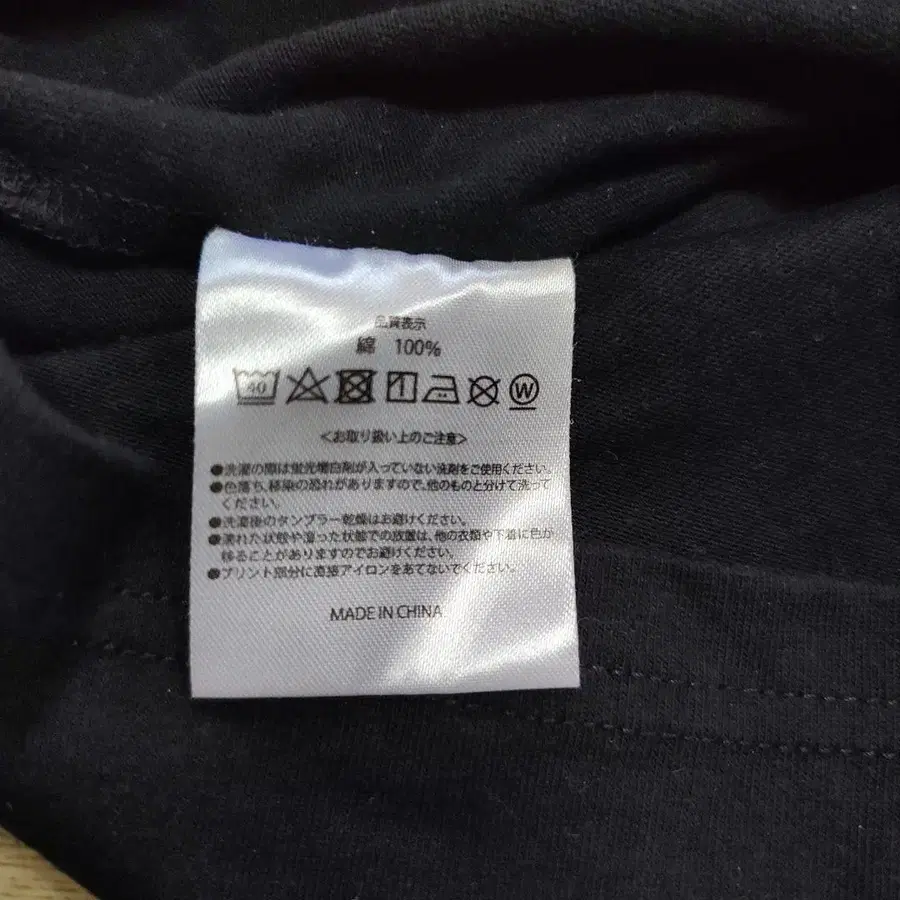 品質表示
綿 100%
40 W
<お取り扱い上のご注意>
●洗濯の際は蛍光増白剤が入っていない洗剤をご使用ください。
●色落ち、移染の恐れがありますので、他のものと分けて洗って
ください。
●洗濯後のタンブラー乾燥はお避けください。
●濡れた状態や湿った状態での放置は、他の衣類や下着に色が
移ることがありますのでお避けください。
●プリント部分に直接アイロンをあてないでください。
MADE IN CHINA